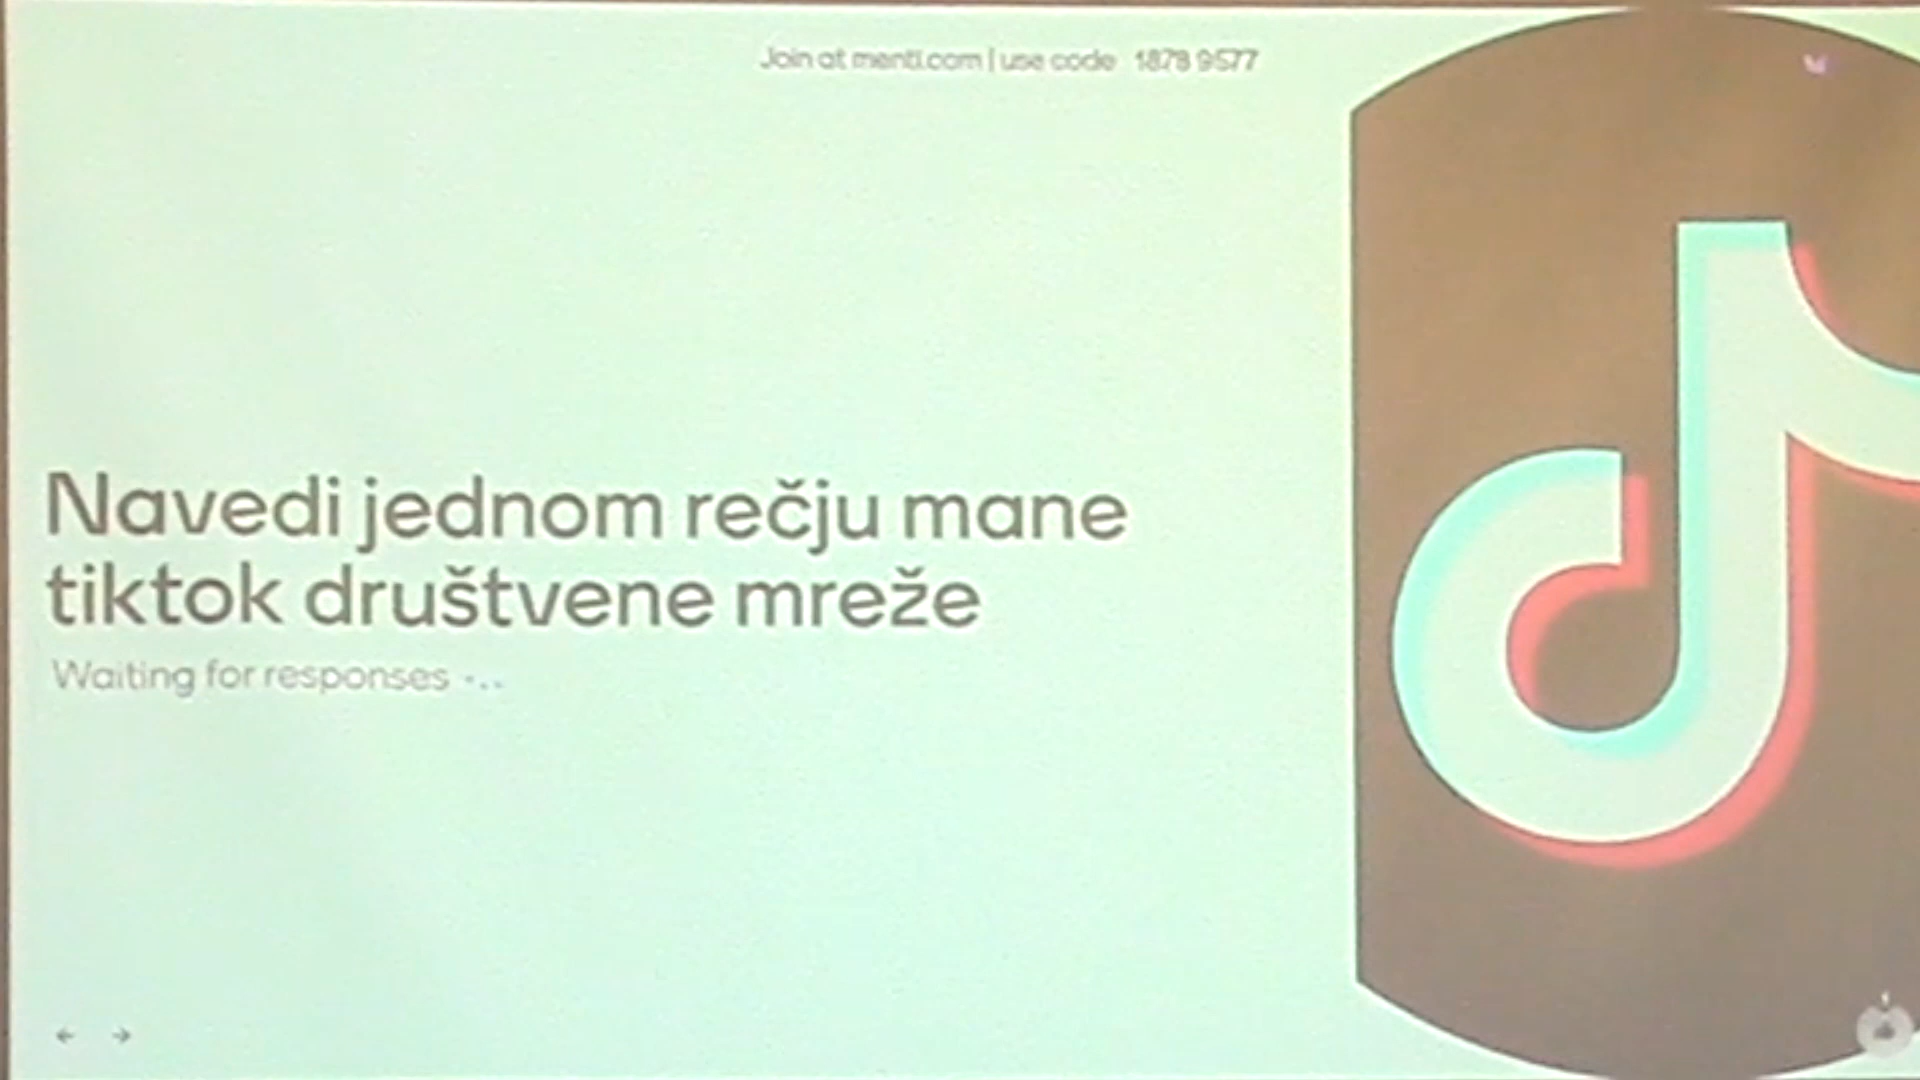 Join at menti.com | use code 1878 9577
Navedi jednom rečju mane
tiktok društvene mreže
Waiting for responses ...